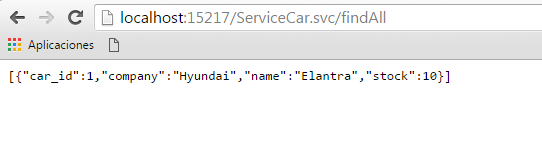 localhost:15217/ServiceCar.svc/findAll
Aplicaciones
[{"car_id":1,"company":"Hyundai","name":"Elantra","stock":10}]